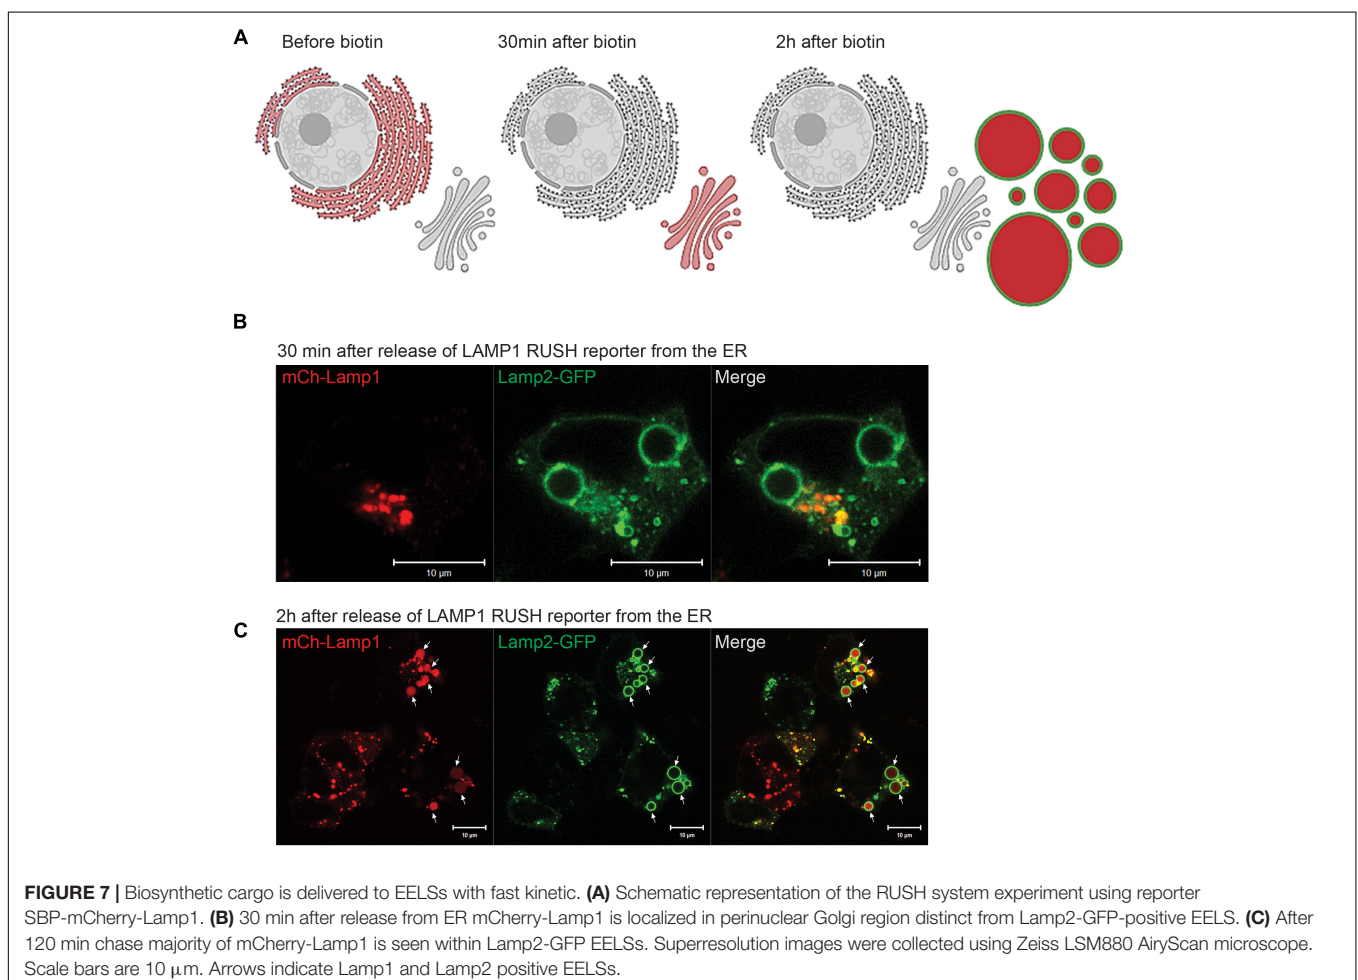 A
Before biotin
30min after biotin
2h after biotin
B
30 min after release of LAMP1 RUSH reporter from the ER
mCh-Lamp1
Lamp2-GFP
Merge
10 µm
10 µm
10 µm
C
2h after release of LAMP1 RUSH reporter from the ER
mCh-Lamp1
Lamp2-GFP
Merge
10 µm
10 µm
10 µm
FIGURE 7 | Biosynthetic cargo is delivered to EELSs with fast kinetic. (A) Schematic representation of the RUSH system experiment using reporter
SBP-mCherry-Lamp1. (B) 30 min after release from ER mCherry-Lamp1 is localized in perinuclear Golgi region distinct from Lamp2-GFP-positive EELS. (C) After
120 min chase majority of mCherry-Lamp1 is seen within Lamp2-GFP EELSs. Superresolution images were collected using Zeiss LSM880 AiryScan microscope.
Scale bars are 10 µm. Arrows indicate Lamp1 and Lamp2 positive EELSs.